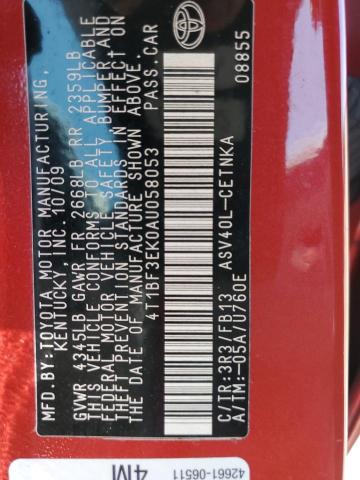 MFD. BY:TOYOTA MOTOR MANUFACTURING,
KENTUCKY, INC. 10/09
GVWR 4345LB GAWR FR 2668LB RR 2359LB
THIS VEHICLE CONFORMS TO ALL APPLICABLE
FEDERAL MOTOR VEHICLE SAFETY, BUMPER, AND
THEFT PREVENTION STANDARDS IN EFFECT ON
THE DATE OF MANUFACTURE SHOWN ABOVE.
4T1BF3EK0AU058053 PASS.CAR
C/TR:3R3/FB13 ASV40L-CETNKA
A/TM:-05A/U760E 08855
42661-06511
4M